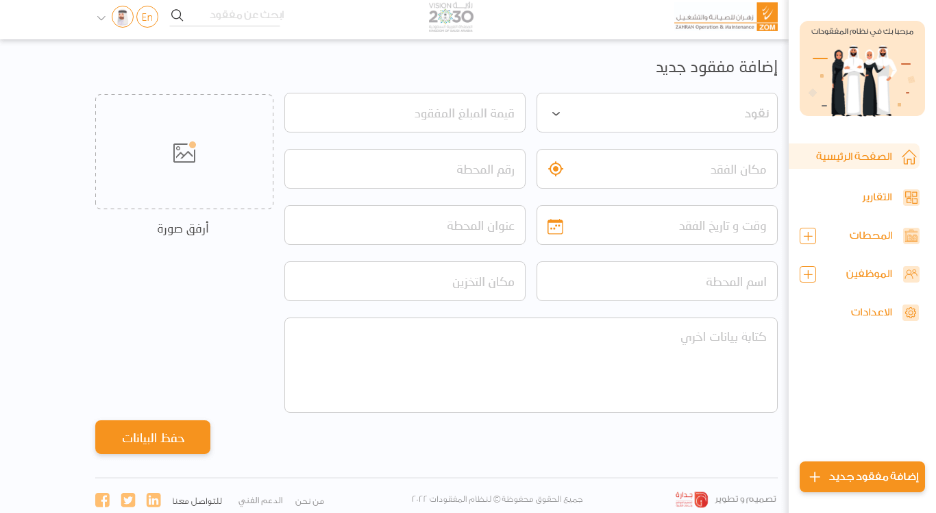 مرحبا بك في نظام المفقودات
الصفحة الرئيسية
التقارير
المحطات
الموظفين
الاعدادات
إضافة مفقود جديد
زهران للصيانة والتشغيل
ZAHRAN Operation & Maintenance
ZOM
VISION رؤيــة
2030
ابحث عن مفقود
En
إضافة مفقود جديد
نقود
قيمة المبلغ المفقود
مكان الفقد
رقم المحطة
وقت و تاريخ الفقد
عنوان المحطة
اسم المحطة
مكان التخزين
كتابة بيانات اخري
أرفق صورة
حفظ البيانات
تصميم و تطوير
جدارة
جميع الحقوق محفوظة © لنظام المفقودات ٢٠٢٢
من نحن
الدعم الفني
للتواصل معنا